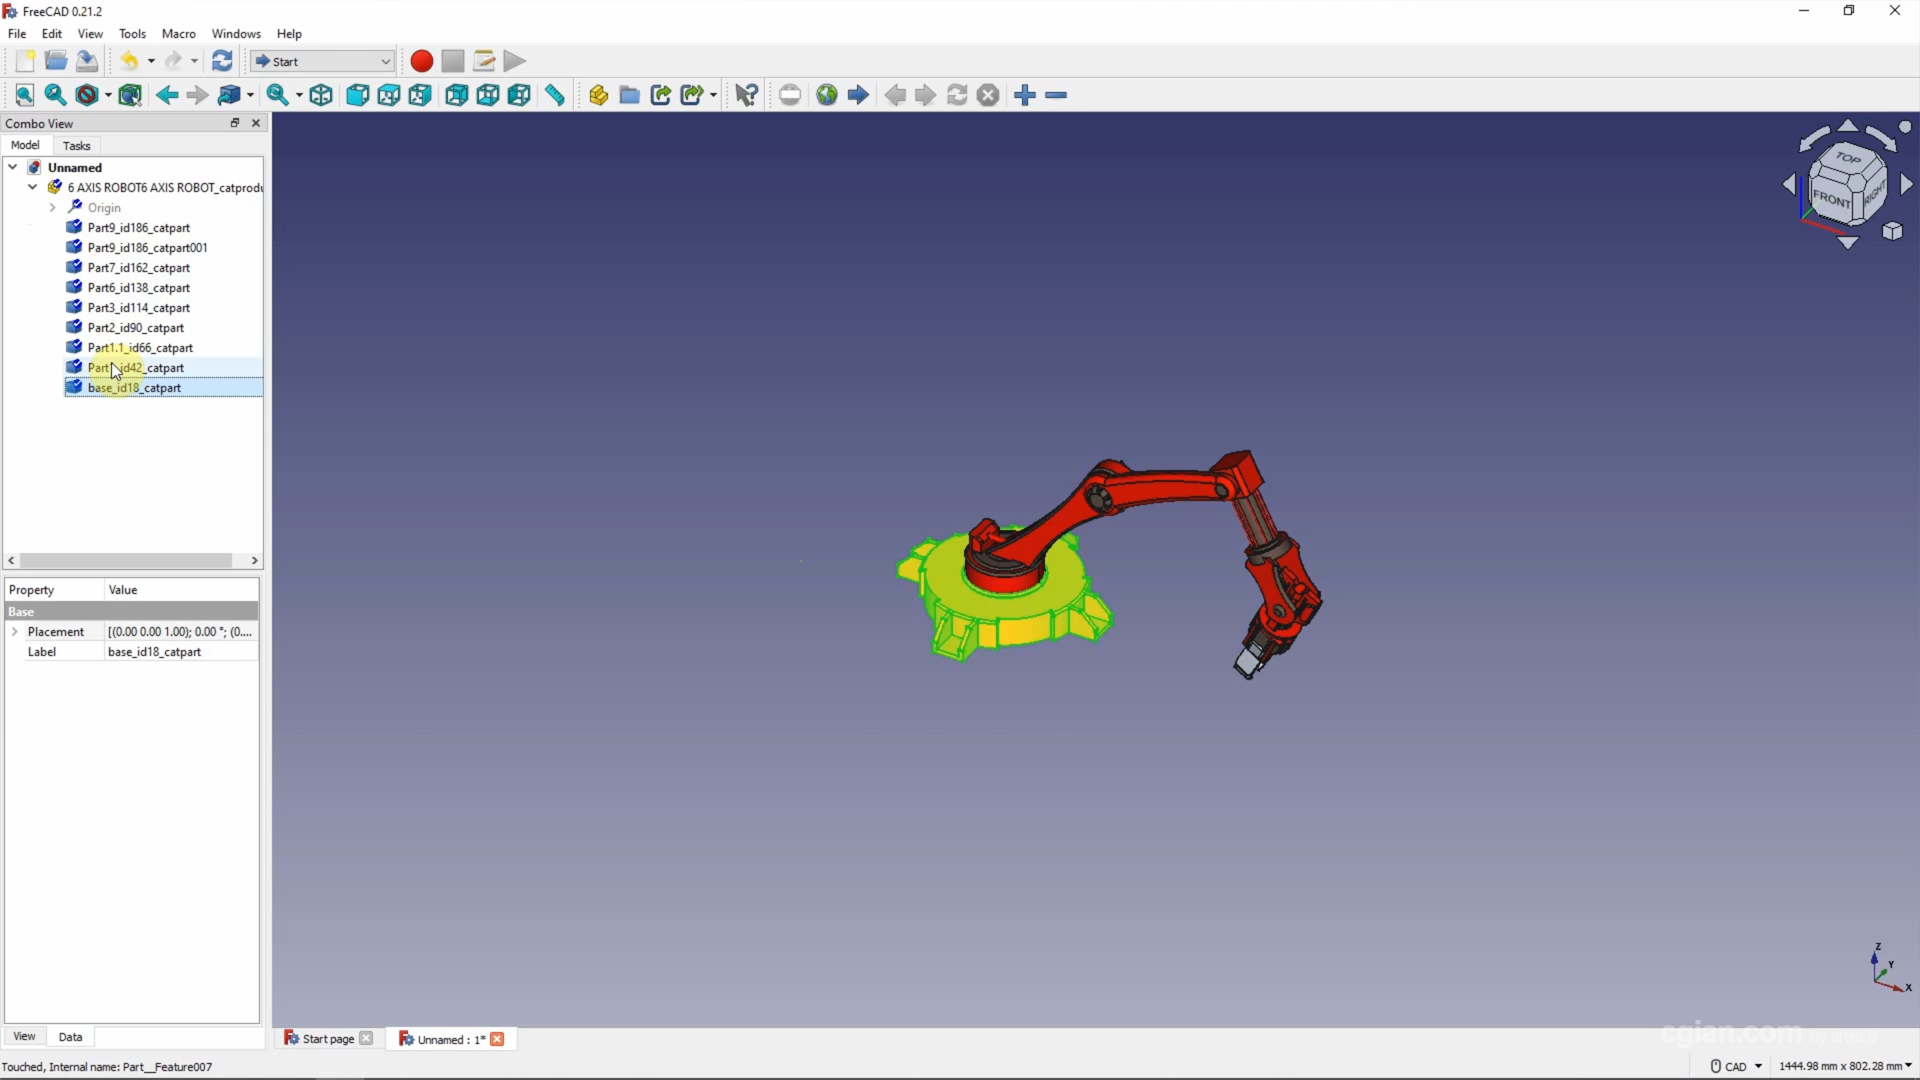 FreeCAD 0.21.2
File Edit View Tools Macro Windows Help
Start
Combo View
Model Tasks
Unnamed
6 AXIS ROBOT6 AXIS ROBOT_catprodu
Origin
Part9_id186_catpart
Part9_id186_catpart001
Part7_id162_catpart
Part6_id138_catpart
Part3_id114_catpart
Part2_id90_catpart
Part1.1_id66_catpart
id42_catpart
base_id18_catpart
Property Value
Base
Placement [(0.00 0.00 1.00); 0.00 °; (0....
Label base_id18_catpart
View Data
TOP
FRONT
RIGHT
Z
Y
X
Start page
Unnamed : 1*
cgian.com
Touched, Internal name: Part__Feature007
CAD
1444.98 mm x 802.28 mm